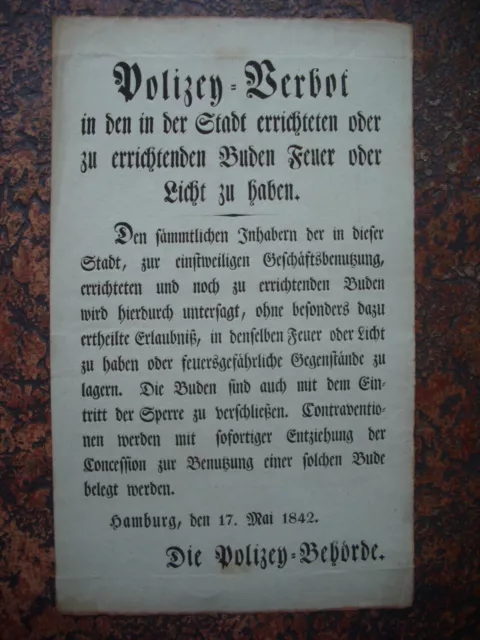 Polizey-Verbot
in den in der Stadt errichteten oder
zu errichtenden Buden Feuer oder
Licht zu haben.
Den sämmtlichen Inhabern der in dieser
Stadt, zur einstweiligen Geschäftsbenutzung,
errichteten und noch zu errichtenden Buden
wird hierdurch untersagt, ohne besonders dazu
ertheilte Erlaubniß, in denselben Feuer oder Licht
zu haben oder feuersgefährliche Gegenstände zu
lagern. Die Buden sind auch mit dem Ein-
tritt der Sperre zu verschließen. Contraventio-
nen werden mit sofortiger Entziehung der
Concession zur Benutzung einer solchen Bude
belegt werden.
Hamburg, den 17. Mai 1842.
Die Polizey-Behörde.